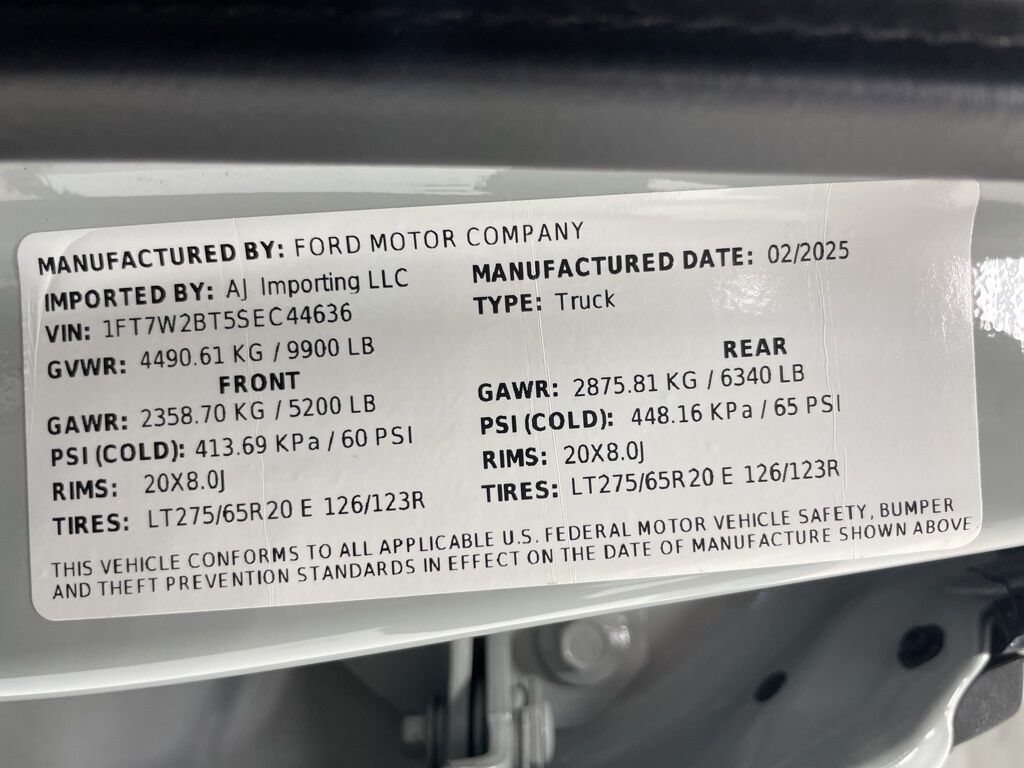 MANUFACTURED BY: FORD MOTOR COMPANY
IMPORTED BY: AJ Importing LLC
MANUFACTURED DATE: 02/2025
VIN: 1FT7W2BT5SEC44636
TYPE: Truck
GVWR: 4490.61 KG / 9900 LB
FRONT
GAWR: 2358.70 KG / 5200 LB
PSI (COLD): 413.69 KPa / 60 PSI
RIMS: 20X8.0J
TIRES: LT275/65R20 E 126/123R
REAR
GAWR: 2875.81 KG / 6340 LB
PSI (COLD): 448.16 KPa / 65 PSI
RIMS: 20X8.0J
TIRES: LT275/65R20 E 126/123R
THIS VEHICLE CONFORMS TO ALL APPLICABLE U.S. FEDERAL MOTOR VEHICLE SAFETY, BUMPER
AND THEFT PREVENTION STANDARDS IN EFFECT ON THE DATE OF MANUFACTURE SHOWN ABOVE